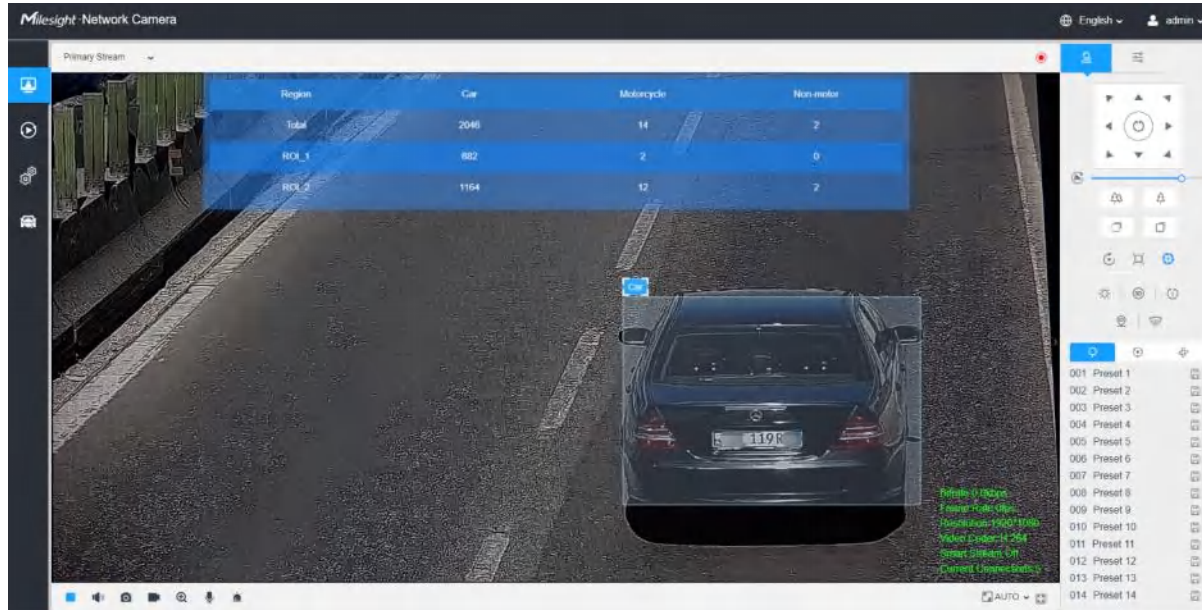 Milesight Network Camera
English
admin
Primary Stream
Region Car Motorcycle Non-motor
Total 2046 14 2
ROI_1 882 2 0
ROI_2 1164 12 2
Car
119R
Bitrate:0.0kbps
Frame Rate:0fps
Resolution:1920*1080
Video Codec:H.264
Smart Stream:Off
Current Connections:5
AUTO
001 Preset 1
002 Preset 2
003 Preset 3
004 Preset 4
005 Preset 5
006 Preset 6
007 Preset 7
008 Preset 8
009 Preset 9
010 Preset 10
011 Preset 11
012 Preset 12
013 Preset 13
014 Preset 14